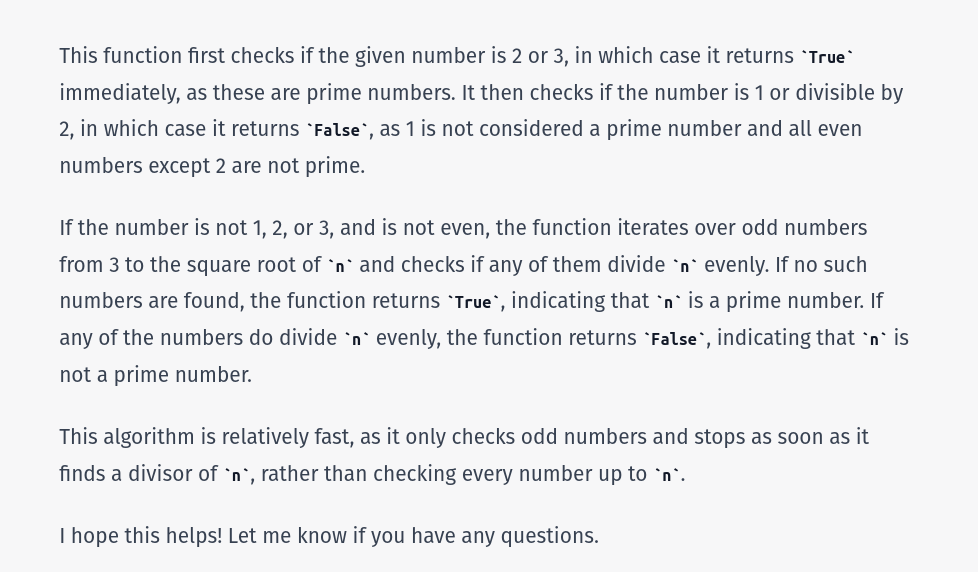 This function first checks if the given number is 2 or 3, in which case it returns `True`
immediately, as these are prime numbers. It then checks if the number is 1 or divisible by
2, in which case it returns `False`, as 1 is not considered a prime number and all even
numbers except 2 are not prime.
If the number is not 1, 2, or 3, and is not even, the function iterates over odd numbers
from 3 to the square root of `n` and checks if any of them divide `n` evenly. If no such
numbers are found, the function returns `True`, indicating that `n` is a prime number. If
any of the numbers do divide `n` evenly, the function returns `False`, indicating that `n` is
not a prime number.
This algorithm is relatively fast, as it only checks odd numbers and stops as soon as it
finds a divisor of `n`, rather than checking every number up to `n`.
I hope this helps! Let me know if you have any questions.